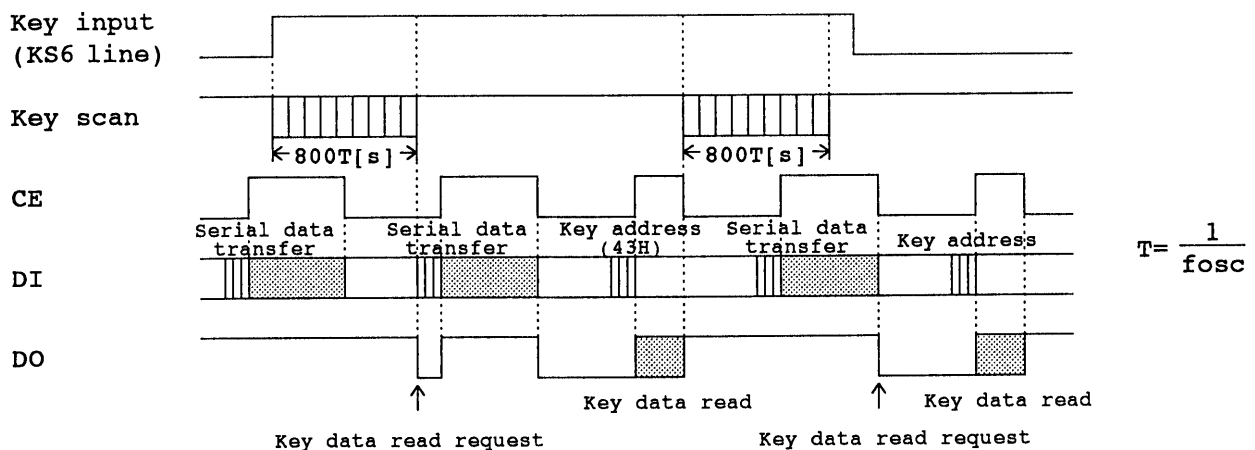 Key input
(KS6 line)
Key scan
800T[s]
800T[s]
CE
Serial data
transfer
Serial data
transfer
Key address
(43H)
Serial data
transfer
Key address
DI
T= 1
fosc
DO
Key data read
Key data read
Key data read request
Key data read request